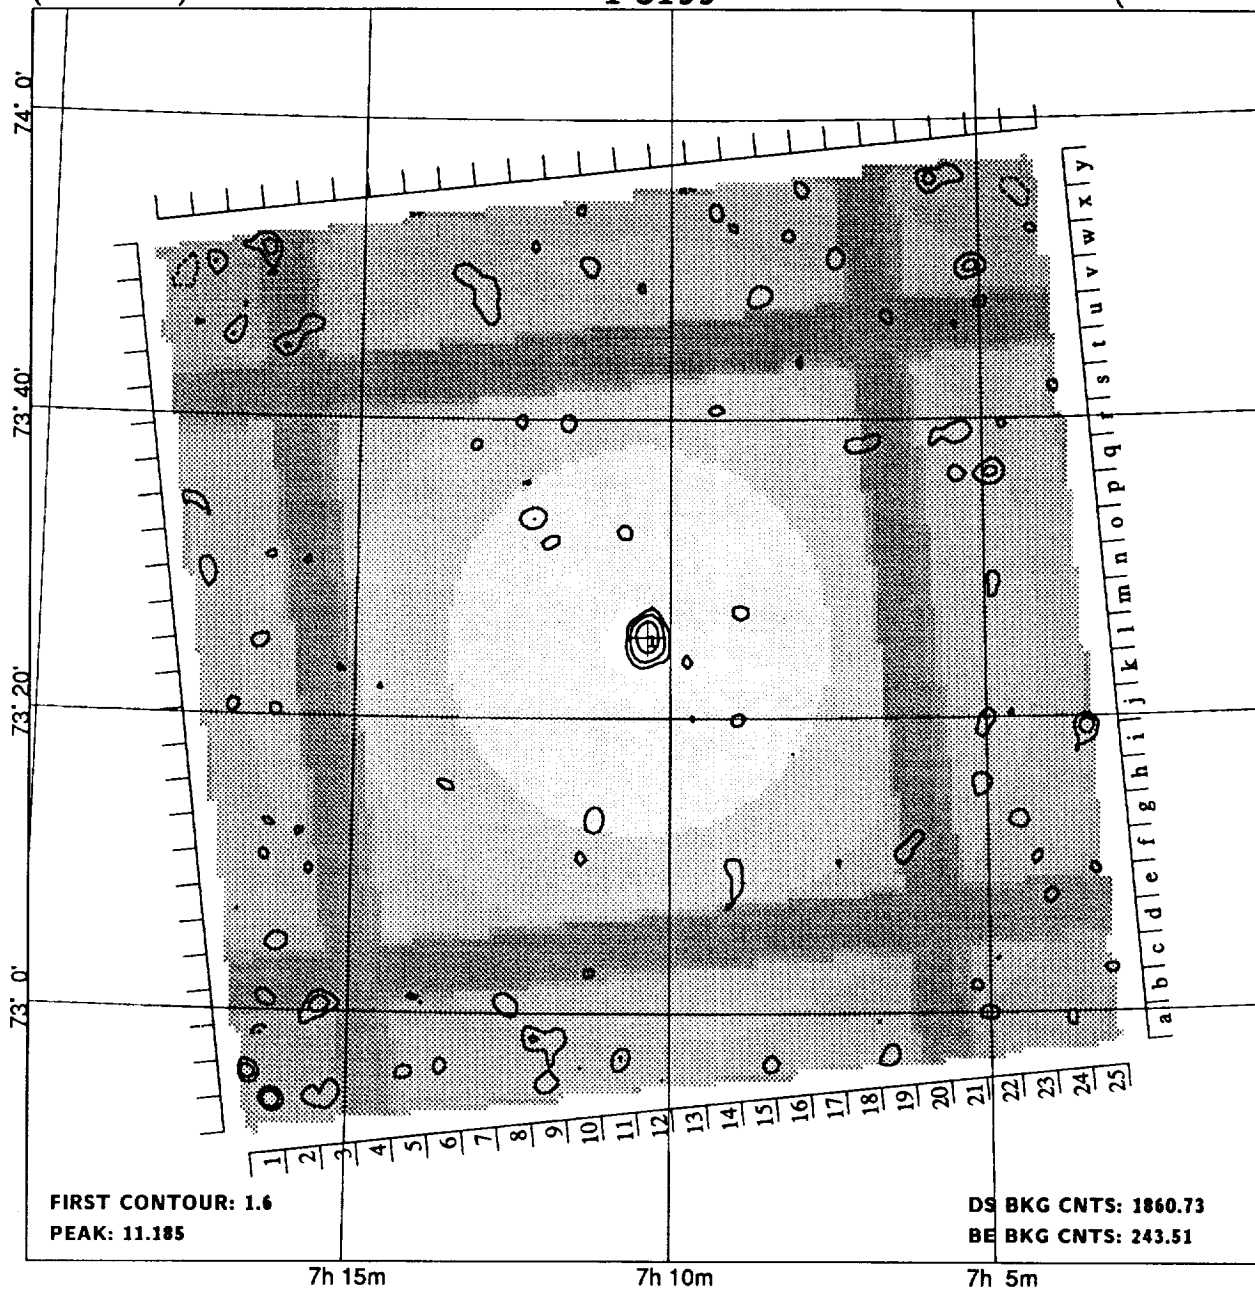 74° 0'
73° 40'
73° 20'
73° 0'
y
x
w
v
u
t
s
r
q
p
o
n
m
l
k
j
i
h
g
f
e
d
c
b
a
1 2 3 4 5 6 7 8 9 10 11 12 13 14 15 16 17 18 19 20 21 22 23 24 25
FIRST CONTOUR: 1.6
PEAK: 11.185
DS BKG CNTS: 1860.73
BE BKG CNTS: 243.51
7h 15m 7h 10m 7h 5m